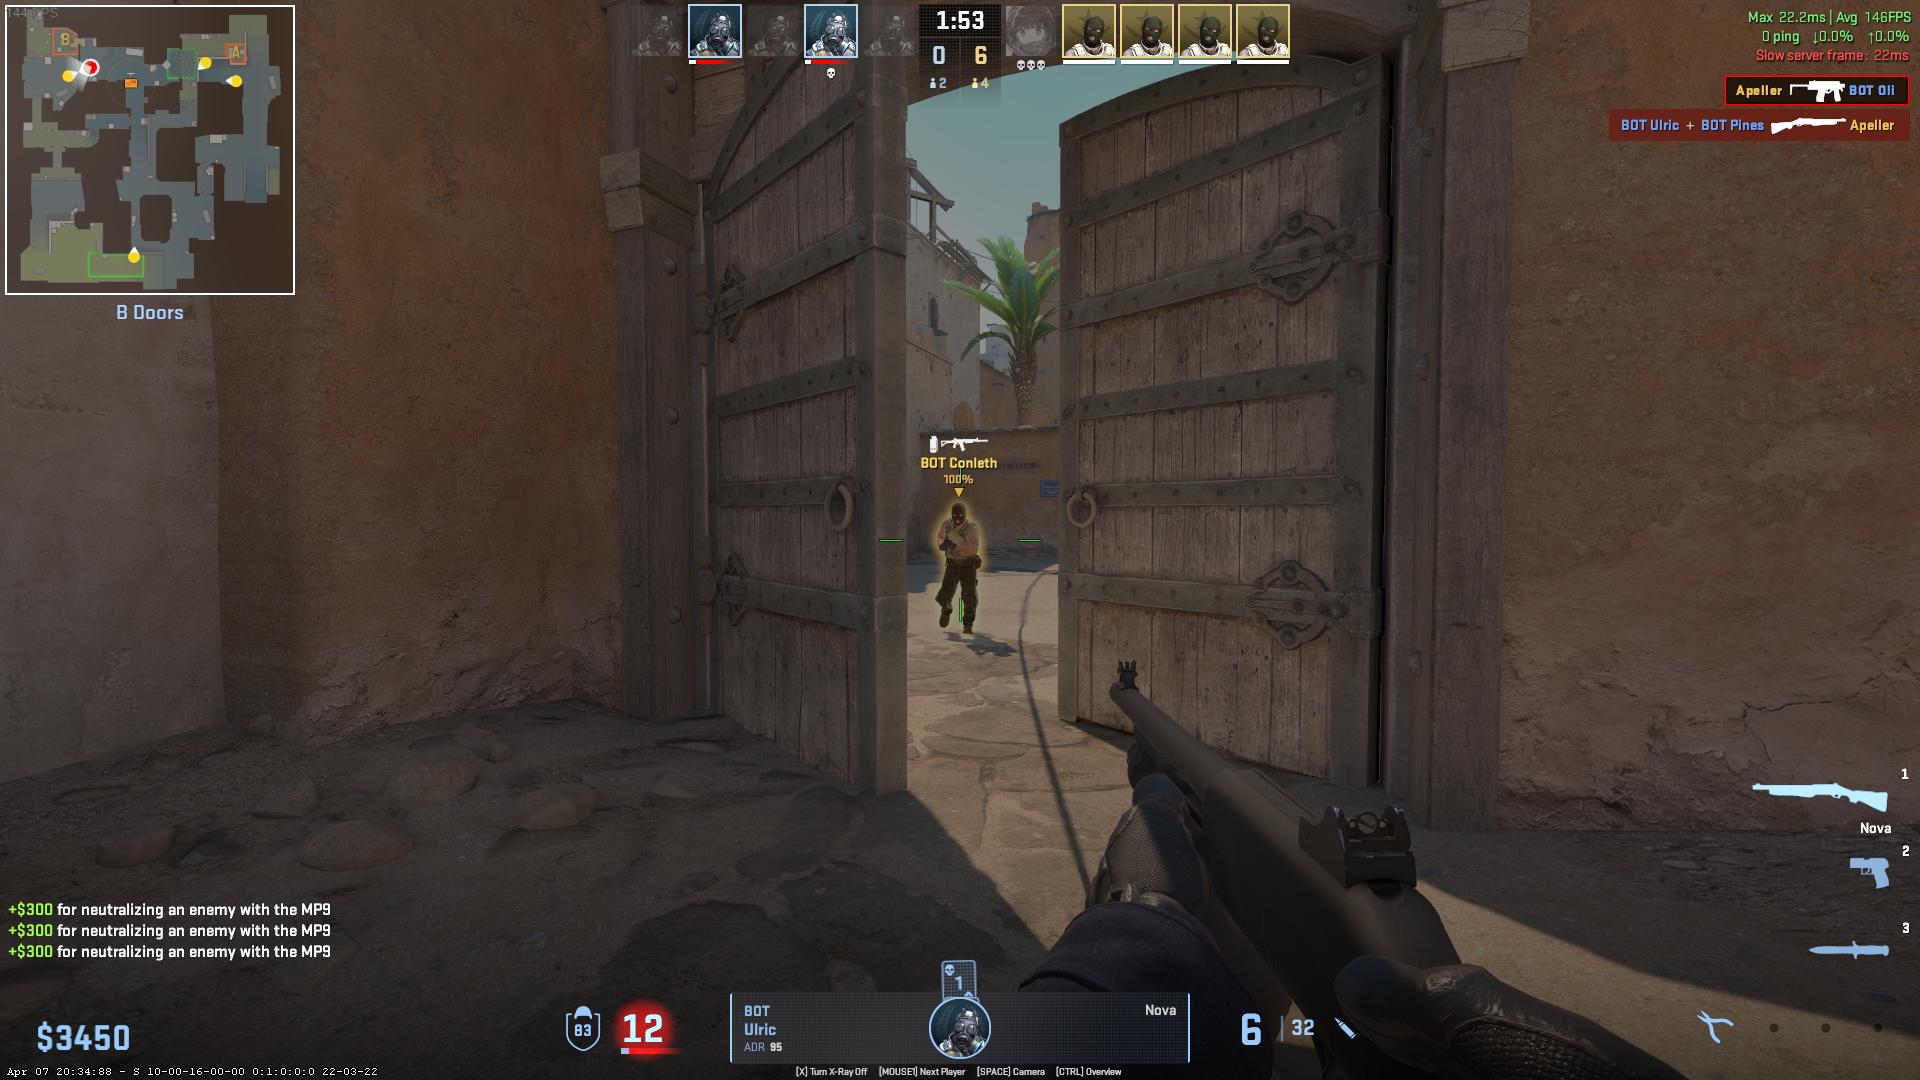 144 FPS
B
A
B Doors
1:53
0 6
2 4
Max 22.2ms | Avg 146FPS
0 ping ↓0.0% ↑0.0%
Slow server frame: 22ms
Apeller BOT Oli
BOT Ulric + BOT Pines Apeller
BOT Conleth
100%
1
Nova
2
3
+$300 for neutralizing an enemy with the MP9
+$300 for neutralizing an enemy with the MP9
+$300 for neutralizing an enemy with the MP9
$3450
83 12
1
BOT
Ulric
ADR 95
Nova
6 | 32
[X] Turn X-Ray Off [MOUSE1] Next Player [SPACE] Camera [CTRL] Overview
Apr 07 20:34:88 - S 10-00-16-00-00 0:1:0:0:0 22-03-22